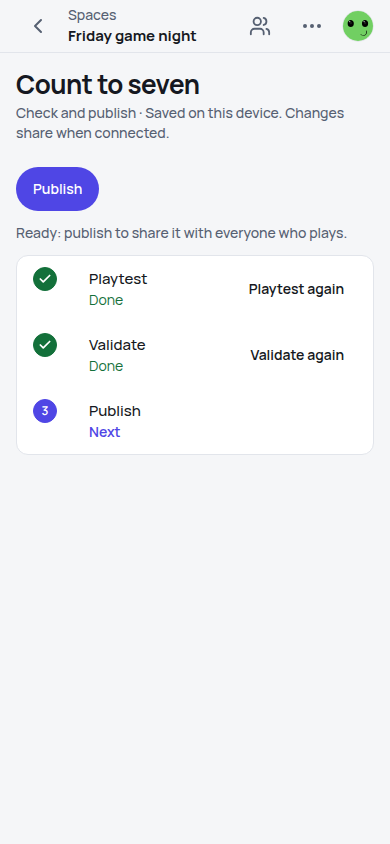 Spaces
Friday game night
Count to seven
Check and publish · Saved on this device. Changes
share when connected.
Publish
Ready: publish to share it with everyone who plays.
Playtest
Done
Playtest again
Validate
Done
Validate again
3
Publish
Next